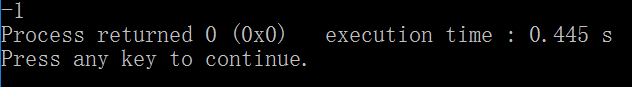 -1
Process returned 0 (0x0)   execution time : 0.445 s
Press any key to continue.